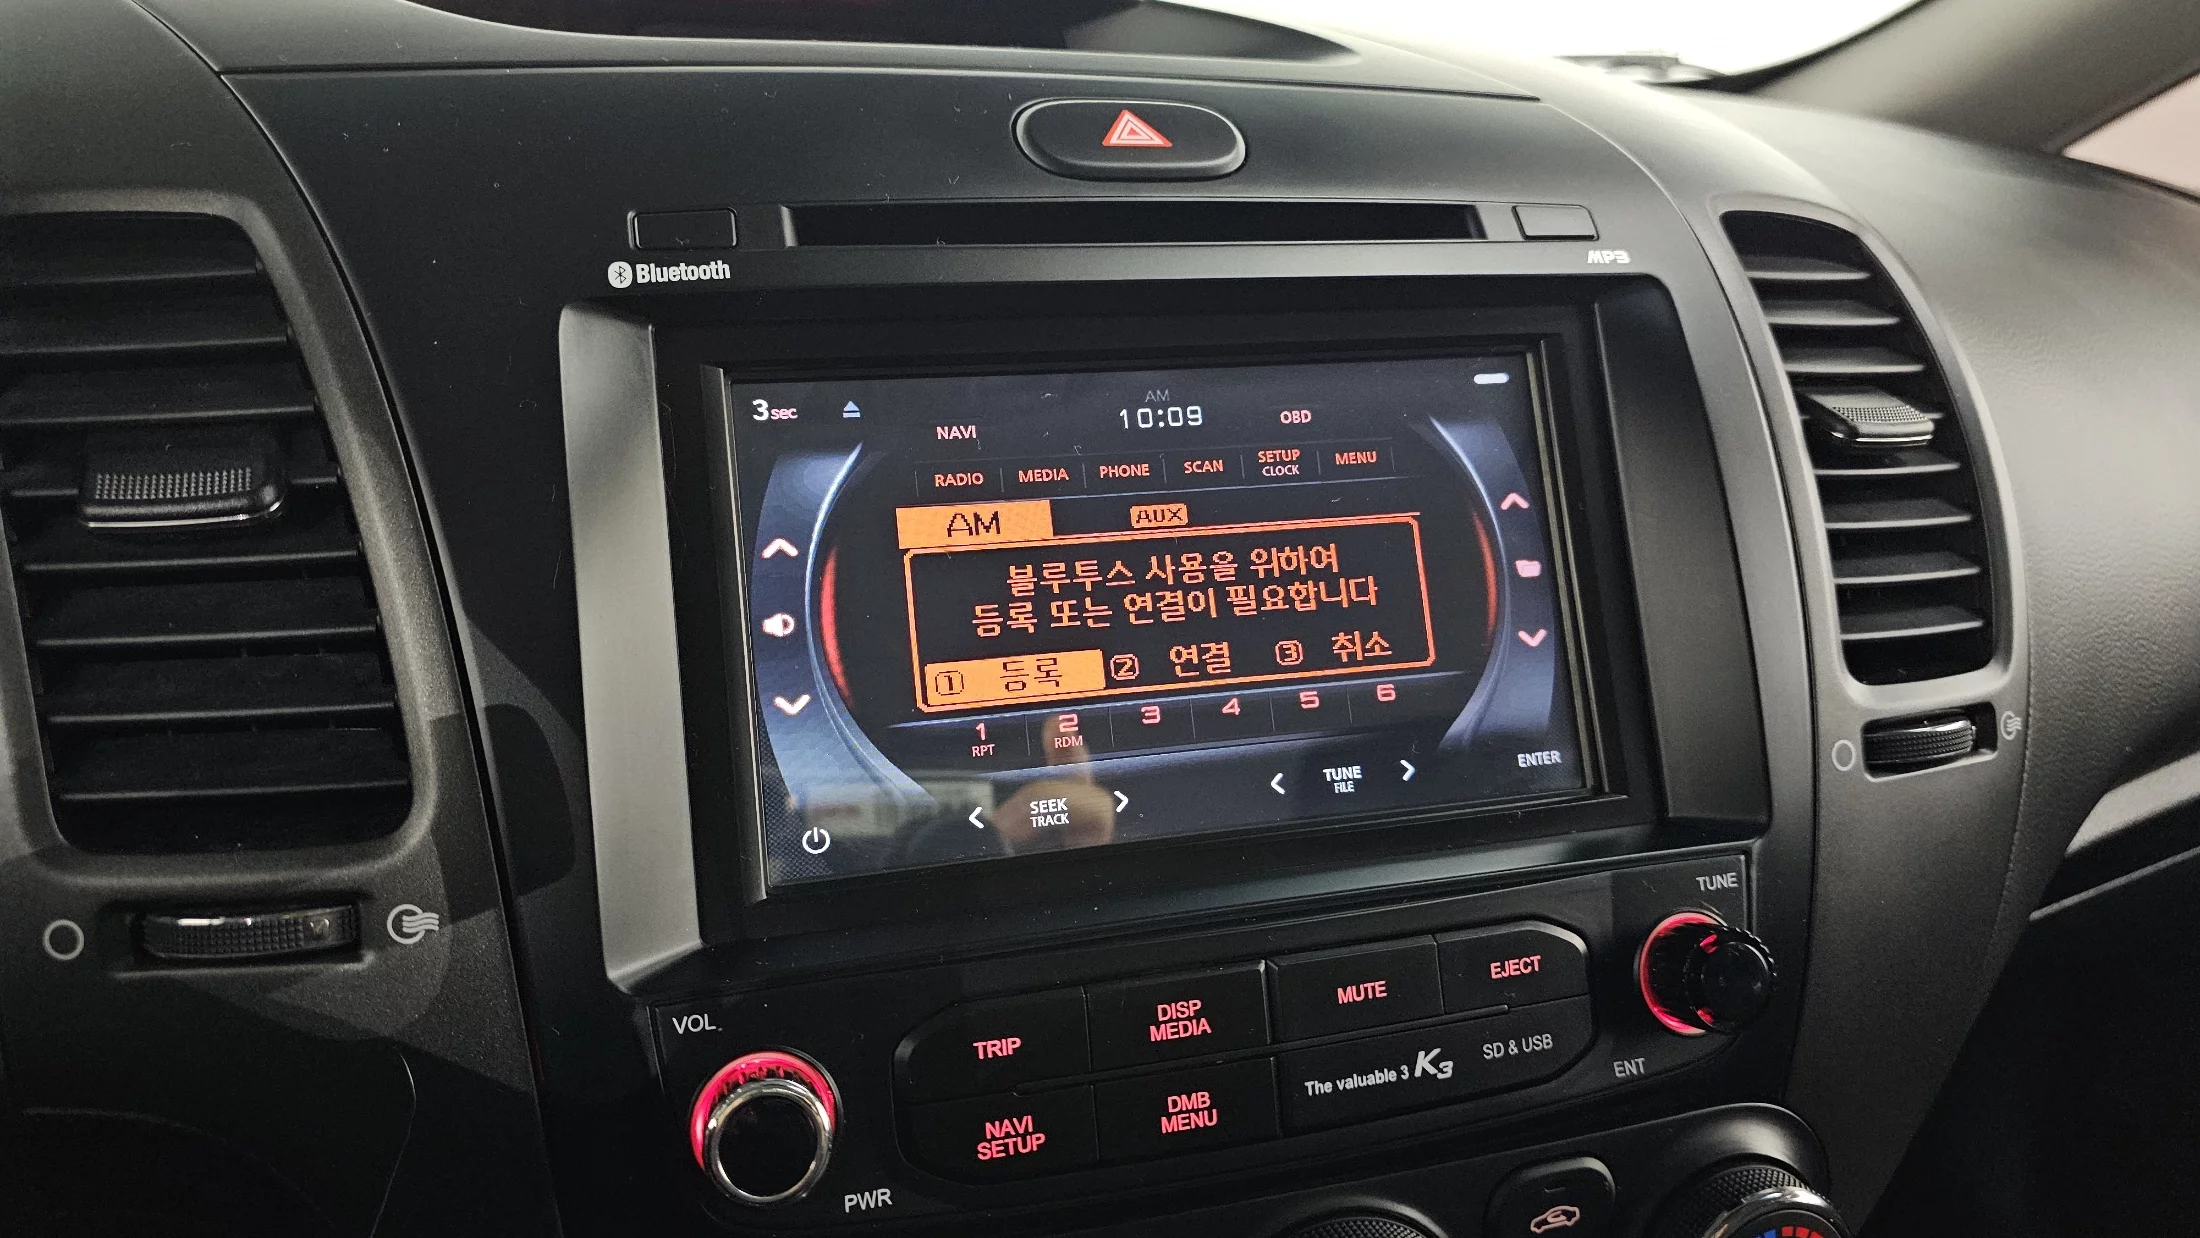 Bluetooth
MP3
3 sec
AM
10:09
NAVI
OBD
RADIO
MEDIA
PHONE
SCAN
SETUP
CLOCK
MENU
AM
AUX
블루투스 사용을 위하여
등록 또는 연결이 필요합니다
① 등록 ② 연결 ③ 취소
1 2 3 4 5 6
RPT RDM
SEEK
TRACK
TUNE
FILE
ENTER
VOL
TUNE
TRIP
DISP
MEDIA
MUTE
EJECT
NAVI
SETUP
DMB
MENU
The valuable 3 K3
SD & USB
ENT
PWR